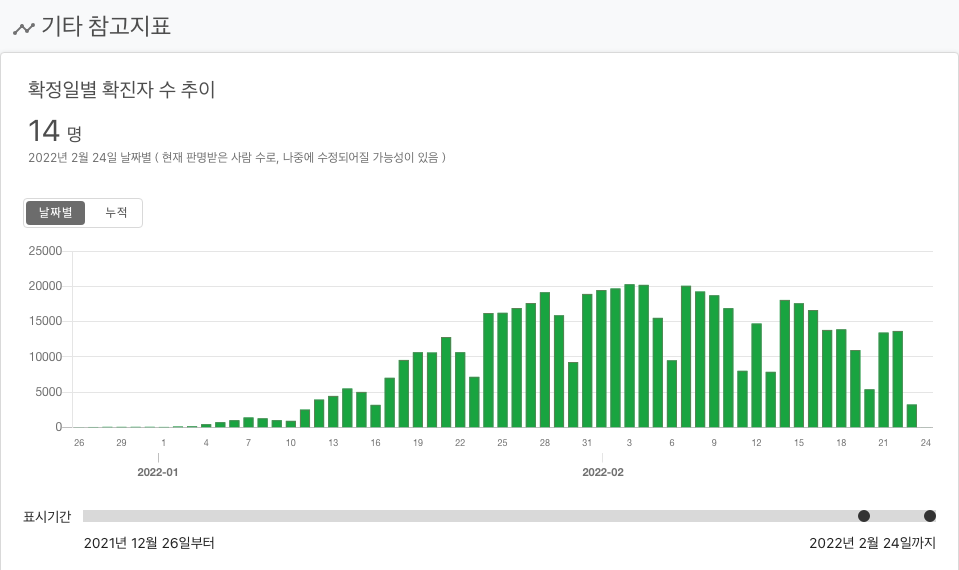 기타 참고지표
확정일별 확진자 수 추이
14 명
2022년 2월 24일 날짜별 ( 현재 판명받은 사람 수로, 나중에 수정되어질 가능성이 있음 )
날짜별 누적
25000
20000
15000
10000
5000
0
26 29 1 4 7 10 13 16 19 22 25 28 31 3 6 9 12 15 18 21 24
2022-01 2022-02
표시기간
2021년 12월 26일부터 2022년 2월 24일까지